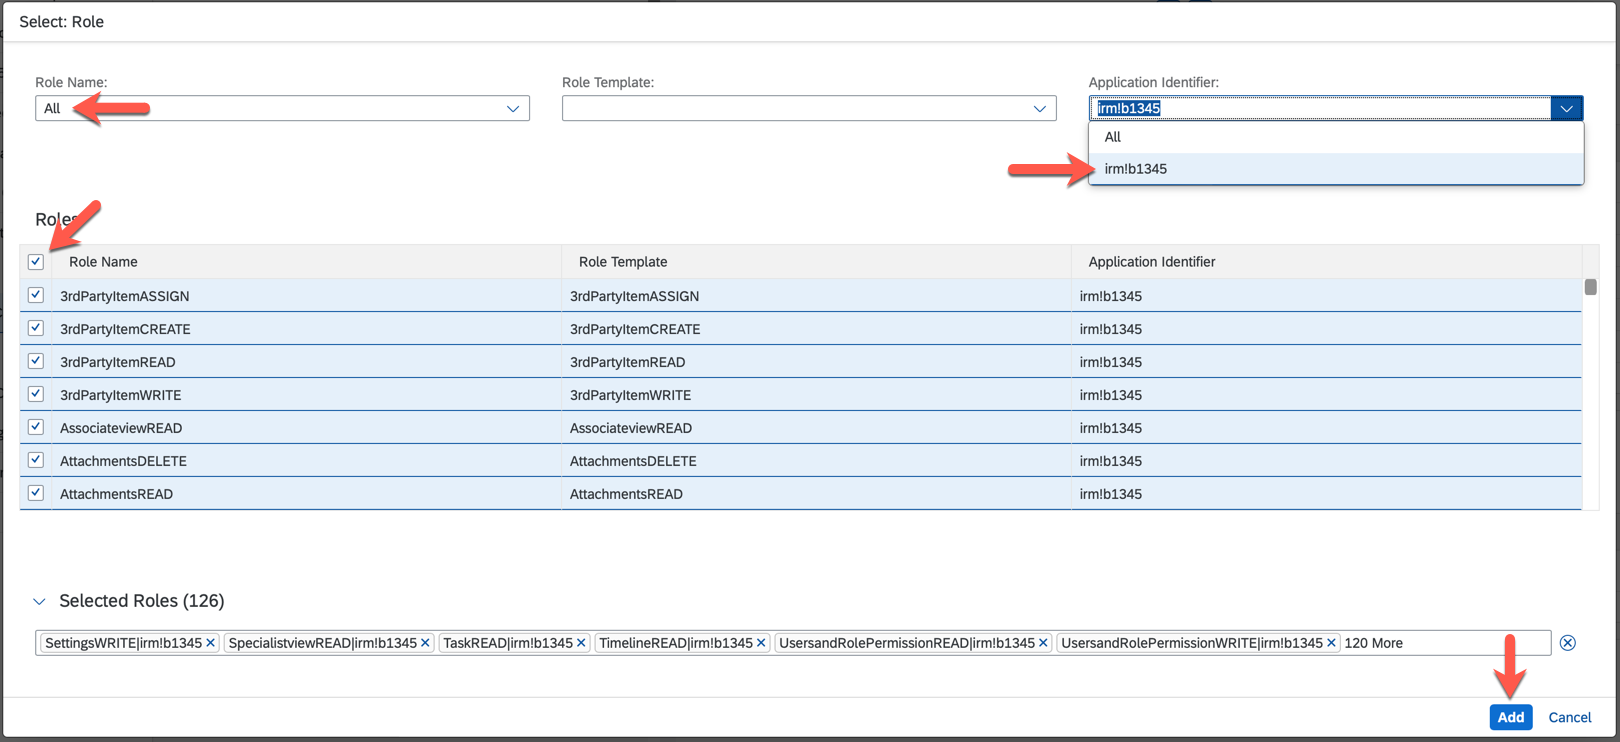 Select: Role
Role Name: Role Template: Application Identifier:
All irm!b1345
All
irm!b1345
Roles
Role Name Role Template Application Identifier
3rdPartyItemASSIGN 3rdPartyItemASSIGN irm!b1345
3rdPartyItemCREATE 3rdPartyItemCREATE irm!b1345
3rdPartyItemREAD 3rdPartyItemREAD irm!b1345
3rdPartyItemWRITE 3rdPartyItemWRITE irm!b1345
AssociateviewREAD AssociateviewREAD irm!b1345
AttachmentsDELETE AttachmentsDELETE irm!b1345
AttachmentsREAD AttachmentsREAD irm!b1345
Selected Roles (126)
SettingsWRITE|irm!b1345 SpecialistviewREAD|irm!b1345 TaskREAD|irm!b1345 TimelineREAD|irm!b1345 UsersandRolePermissionREAD|irm!b1345 UsersandRolePermissionWRITE|irm!b1345 120 More
Add Cancel